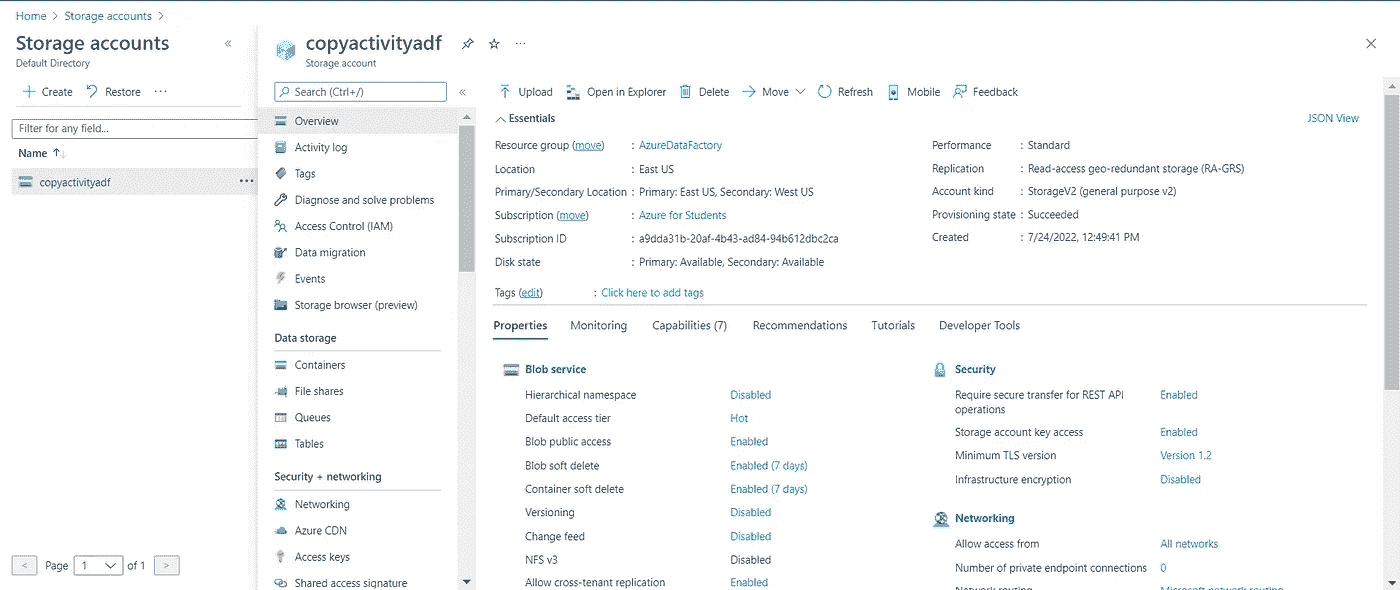 Home > Storage accounts >
Storage accounts «
Default Directory
Create Restore ...
Filter for any field...
Name ↑↓
copyactivityadf ...
< Page 1 of 1 >
copyactivityadf ...
Storage account
Search (Ctrl+/) «
Overview
Activity log
Tags
Diagnose and solve problems
Access Control (IAM)
Data migration
Events
Storage browser (preview)
Data storage
Containers
File shares
Queues
Tables
Security + networking
Networking
Azure CDN
Access keys
Shared access signature
Upload Open in Explorer Delete Move Refresh Mobile Feedback
Essentials JSON View
Resource group (move) : AzureDataFactory
Location : East US
Primary/Secondary Location : Primary: East US, Secondary: West US
Subscription (move) : Azure for Students
Subscription ID : a9dda31b-20af-4b43-ad84-94b612dbc2ca
Disk state : Primary: Available, Secondary: Available
Performance : Standard
Replication : Read-access geo-redundant storage (RA-GRS)
Account kind : StorageV2 (general purpose v2)
Provisioning state : Succeeded
Created : 7/24/2022, 12:49:41 PM
Tags (edit) : Click here to add tags
Properties Monitoring Capabilities (7) Recommendations Tutorials Developer Tools
Blob service
Hierarchical namespace Disabled
Default access tier Hot
Blob public access Enabled
Blob soft delete Enabled (7 days)
Container soft delete Enabled (7 days)
Versioning Disabled
Change feed Disabled
NFS v3 Disabled
Allow cross-tenant replication Enabled
Security
Require secure transfer for REST API Enabled
operations
Storage account key access Enabled
Minimum TLS version Version 1.2
Infrastructure encryption Disabled
Networking
Allow access from All networks
Number of private endpoint connections 0
Network routing Microsoft network routing